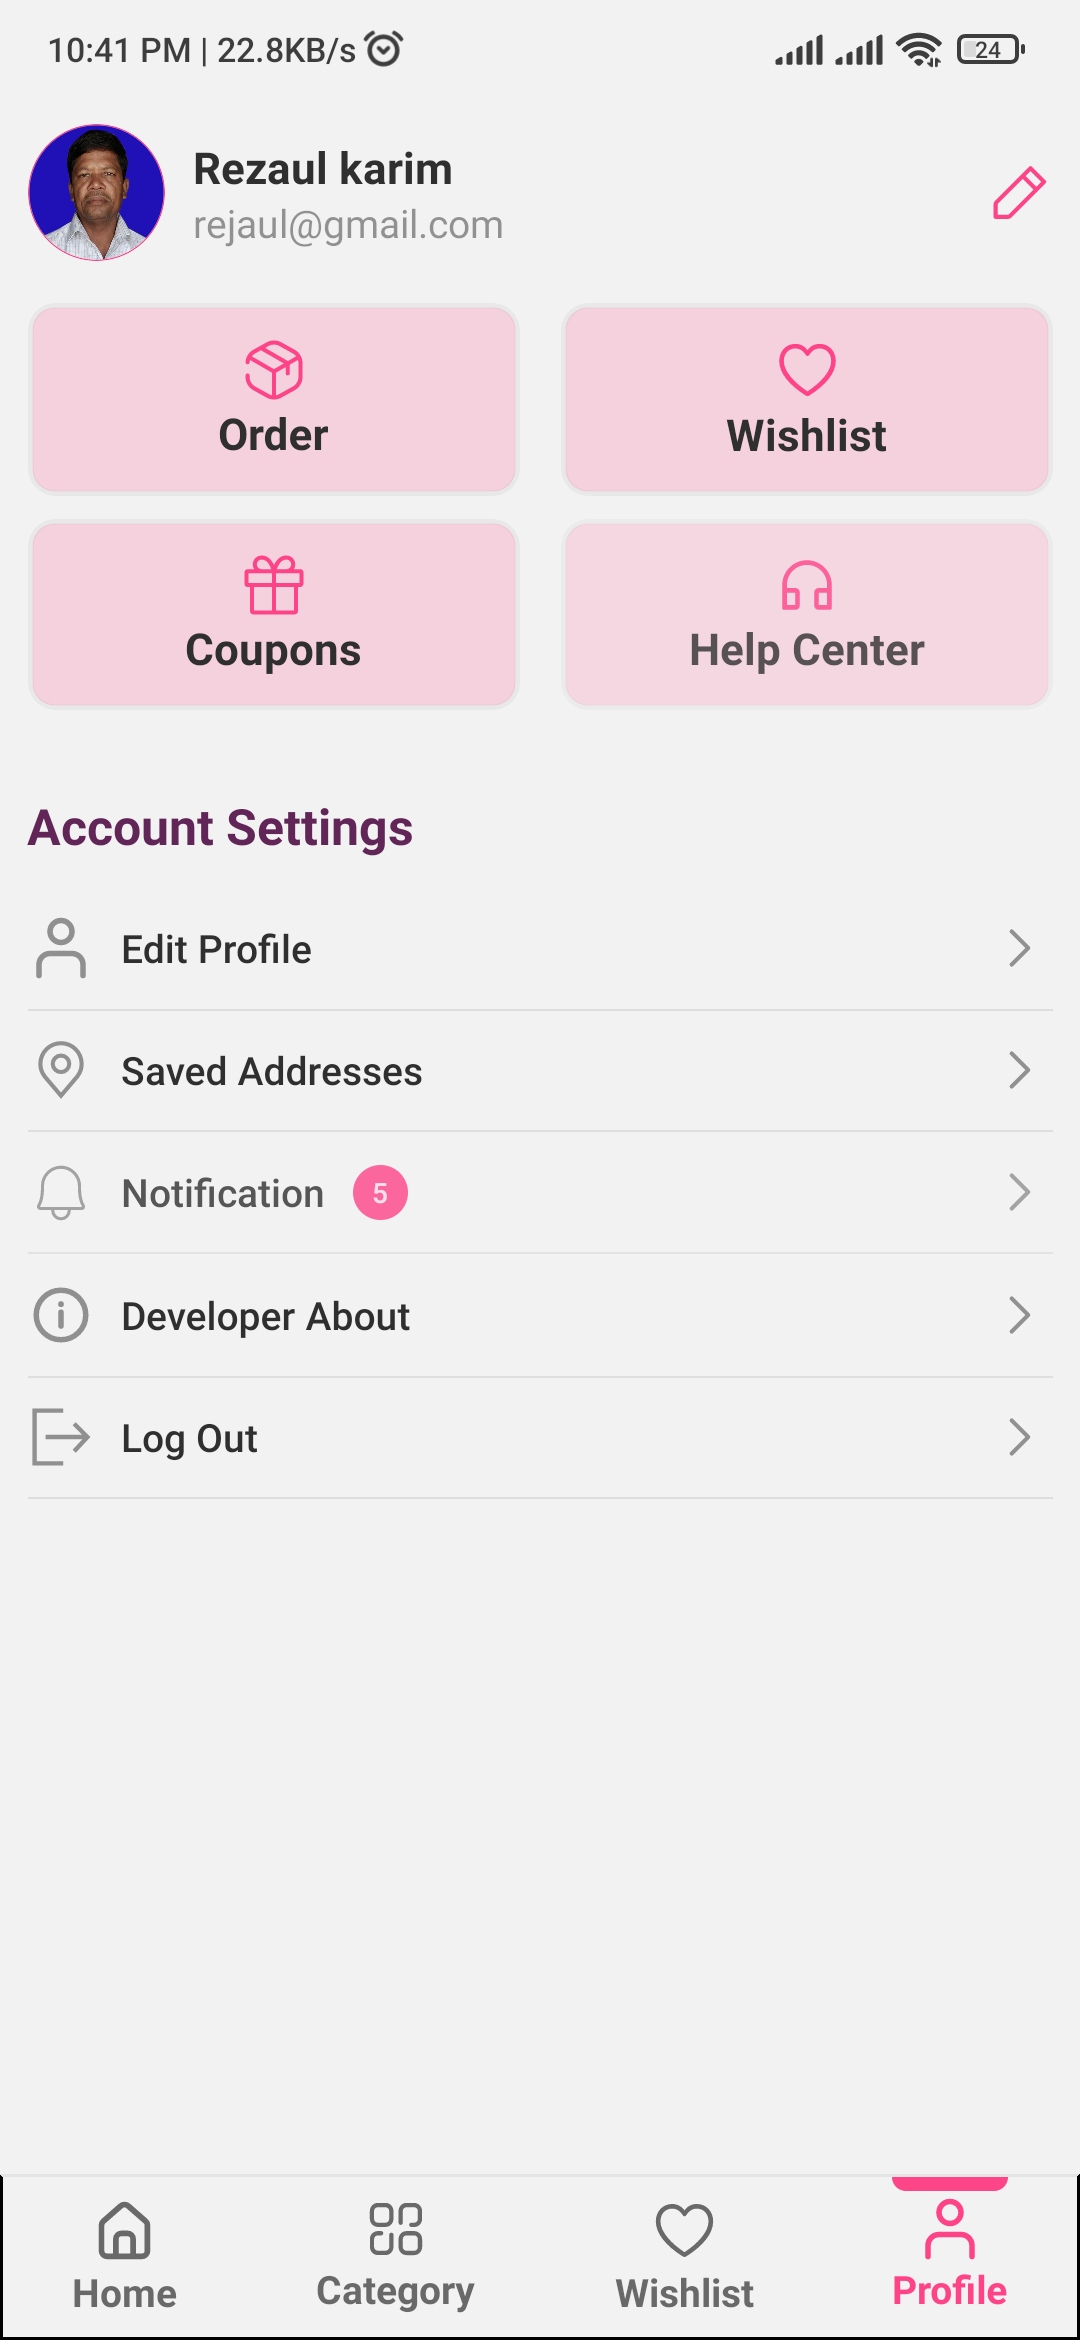 10:41 PM | 22.8KB/s
24
Rezaul karim
rejaul@gmail.com
Order
Wishlist
Coupons
Help Center
Account Settings
Edit Profile
Saved Addresses
Notification 5
Developer About
Log Out
Home
Category
Wishlist
Profile